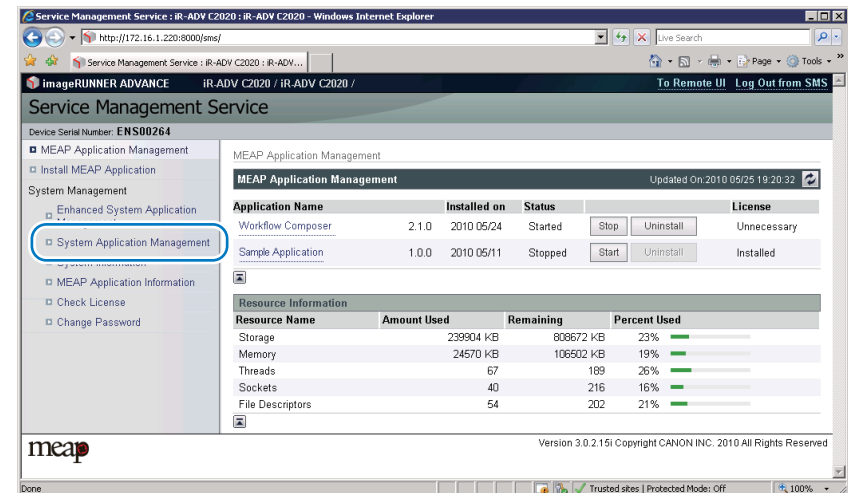 Service Management Service : iR-ADV C2020 : iR-ADV C2020 - Windows Internet Explorer
http://172.16.1.220:8000/sms/
Live Search
Service Management Service : iR-ADV C2020 : iR-ADV...
Page Tools
imageRUNNER ADVANCE iR-ADV C2020 / iR-ADV C2020 / To Remote UI Log Out from SMS
Service Management Service
Device Serial Number: ENS00264
MEAP Application Management
Install MEAP Application
System Management
Enhanced System Application
System Application Management
System Information
MEAP Application Information
Check License
Change Password
MEAP Application Management
MEAP Application Management Updated On:2010 05/25 19:20:32
Application Name Installed on Status License
Workflow Composer 2.1.0 2010 05/24 Started Stop Uninstall Unnecessary
Sample Application 1.0.0 2010 05/11 Stopped Start Uninstall Installed
Resource Information
Resource Name Amount Used Remaining Percent Used
Storage 239904 KB 808672 KB 23%
Memory 24570 KB 106502 KB 19%
Threads 67 189 26%
Sockets 40 216 16%
File Descriptors 54 202 21%
meap
Version 3.0.2.15i Copyright CANON INC. 2010 All Rights Reserved
Done Trusted sites | Protected Mode: Off 100%